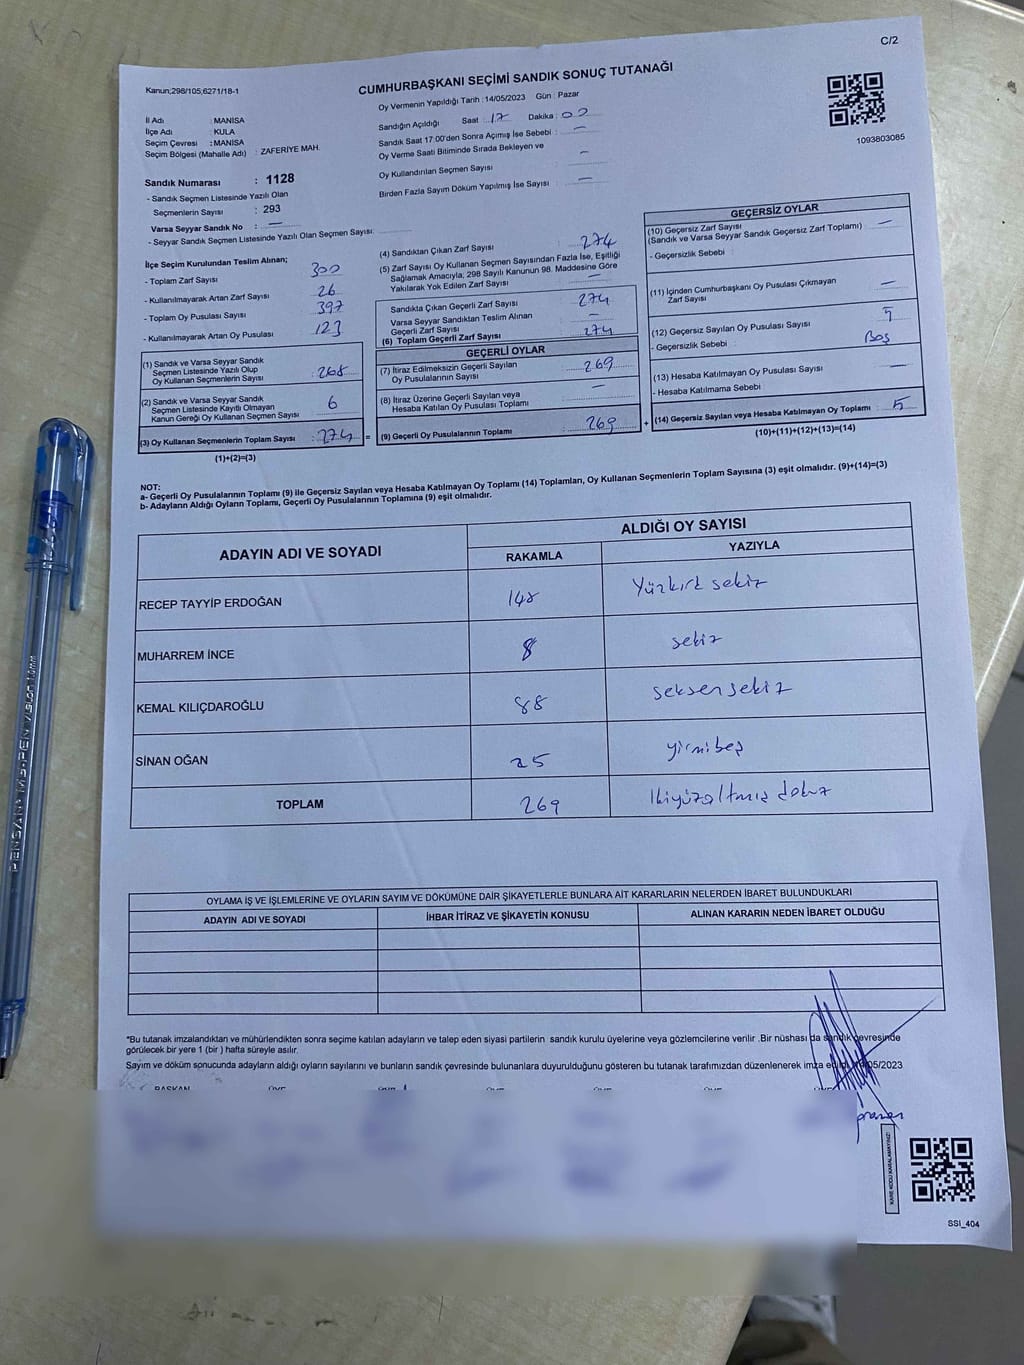 C/2
Kanun;298/105,6271/18-1
CUMHURBAŞKANI SEÇİMİ SANDIK SONUÇ TUTANAĞI
Oy Vermenin Yapıldığı Tarih : 14/05/2023 Gün : Pazar
İl Adı : MANİSA
İlçe Adı : KULA
Seçim Çevresi : MANİSA
Seçim Bölgesi (Mahalle Adı) : ZAFERİYE MAH.
Sandığın Açıldığı Saat : 17 Dakika : 00
Sandık Saat 17:00'den Sonra Açımış İse Sebebi : —
Oy Verme Saati Bitiminde Sırada Bekleyen ve
Oy Kullandırılan Seçmen Sayısı : —
Birden Fazla Sayım Döküm Yapılmış İse Sayısı : —
1093803085
Sandık Numarası : 1128
- Sandık Seçmen Listesinde Yazılı Olan
Seçmenlerin Sayısı : 293
Varsa Seyyar Sandık No : —
- Seyyar Sandık Seçmen Listesinde Yazılı Olan Seçmen Sayısı:
İlçe Seçim Kurulundan Teslim Alınan;
- Toplam Zarf Sayısı : 300
- Kullanılmayarak Artan Zarf Sayısı : 26
- Toplam Oy Pusulası Sayısı : 397
- Kullanılmayarak Artan Oy Pusulası : 123
(1) Sandık ve Varsa Seyyar Sandık
Seçmen Listesinde Yazılı Olup
Oy Kullanan Seçmenlerin Sayısı : 268
(2) Sandık ve Varsa Seyyar Sandık
Seçmen Listesinde Kayıtlı Olmayan
Kanun Gereği Oy Kullanan Seçmen Sayısı : 6
(3) Oy Kullanan Seçmenlerin Toplam Sayısı : 274 =
(1)+(2)=(3)
(4) Sandıktan Çıkan Zarf Sayısı : 274
(5) Zarf Sayısı Oy Kullanan Seçmen Sayısından Fazla İse, Eşitliği
Sağlamak Amacıyla, 298 Sayılı Kanunun 98. Maddesine Göre
Yakılarak Yok Edilen Zarf Sayısı : —
Sandıkta Çıkan Geçerli Zarf Sayısı : 274
Varsa Seyyar Sandıktan Teslim Alınan
Geçerli Zarf Sayısı : —
(6) Toplam Geçerli Zarf Sayısı : 274
GEÇERLİ OYLAR
(7) İtiraz Edilmeksizin Geçerli Sayılan
Oy Pusulalarının Sayısı : 269
(8) İtiraz Üzerine Geçerli Sayılan veya
Hesaba Katılan Oy Pusulası Toplamı : —
(9) Geçerli Oy Pusulalarının Toplamı : 269 +
GEÇERSİZ OYLAR
(10) Geçersiz Zarf Sayısı : —
(Sandık ve Varsa Seyyar Sandık Geçersiz Zarf Toplamı)
- Geçersizlik Sebebi :
(11) İçinden Cumhurbaşkanı Oy Pusulası Çıkmayan
Zarf Sayısı : —
(12) Geçersiz Sayılan Oy Pusulası Sayısı :
- Geçersizlik Sebebi : Boş
(13) Hesaba Katılmayan Oy Pusulası Sayısı : —
- Hesaba Katılmama Sebebi :
(14) Geçersiz Sayılan veya Hesaba Katılmayan Oy Toplamı : 5
(10)+(11)+(12)+(13)=(14)
NOT:
a- Geçerli Oy Pusulalarının Toplamı (9) ile Geçersiz Sayılan veya Hesaba Katılmayan Oy Toplamı (14) Toplamları, Oy Kullanan Seçmenlerin Toplam Sayısına (3) eşit olmalıdır. (9)+(14)=(3)
b- Adayların Aldığı Oyların Toplamı, Geçerli Oy Pusulalarının Toplamına (9) eşit olmalıdır.
ADAYIN ADI VE SOYADI
ALDIĞI OY SAYISI
RAKAMLA YAZIYLA
RECEP TAYYİP ERDOĞAN 148 Yüzkırk sekiz
MUHARREM İNCE 8 sekiz
KEMAL KILIÇDAROĞLU 88 seksen sekiz
SİNAN OĞAN 25 yirmibeş
TOPLAM 269 İkiyüzaltmış dokuz
OYLAMA İŞ VE İŞLEMLERİNE VE OYLARIN SAYIM VE DÖKÜMÜNE DAİR ŞİKAYETLERLE BUNLARA AİT KARARLARIN NELERDEN İBARET BULUNDUKLARI
ADAYIN ADI VE SOYADI İHBAR İTİRAZ VE ŞİKAYETİN KONUSU ALINAN KARARIN NEDEN İBARET OLDUĞU
*Bu tutanak imzalandıktan ve mühürlendikten sonra seçime katılan adayların ve talep eden siyasi partilerin sandık kurulu üyelerine veya gözlemcilerine verilir .Bir nüshası da sandık çevresinde
görülecek bir yere 1 (bir ) hafta süreyle asılır.
Sayım ve döküm sonucunda adayların aldığı oyların sayılarını ve bunların sandık çevresinde bulunanlara duyurulduğunu gösteren bu tutanak tarafımızdan düzenlenerek imza edildi. 14/05/2023
BAŞKAN ÜYE ÜYE ÜYE ÜYE ÜYE
KARE KODU KARALAMAYINIZ!
SSİ_404
www.uzay-ltd.com
PENSAN® MS-PEN